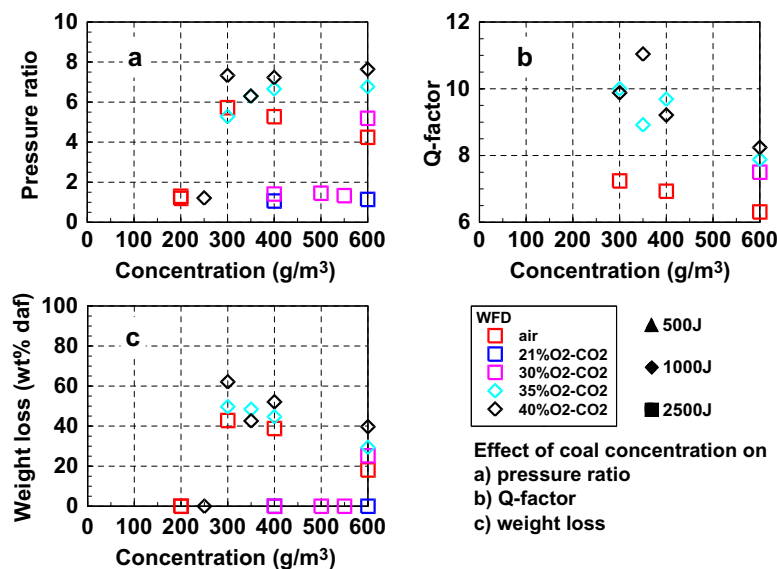 a
Pressure ratio
10
8
6
4
2
0
0 100 200 300 400 500 600
Concentration (g/m³)
b
Q-factor
12
10
8
6
0 100 200 300 400 500 600
Concentration (g/m³)
c
Weight loss (wt% daf)
100
80
60
40
20
0
0 100 200 300 400 500 600
Concentration (g/m³)
WFD
air
21%O2-CO2
30%O2-CO2
35%O2-CO2
40%O2-CO2
500J
1000J
2500J
Effect of coal concentration on
a) pressure ratio
b) Q-factor
c) weight loss